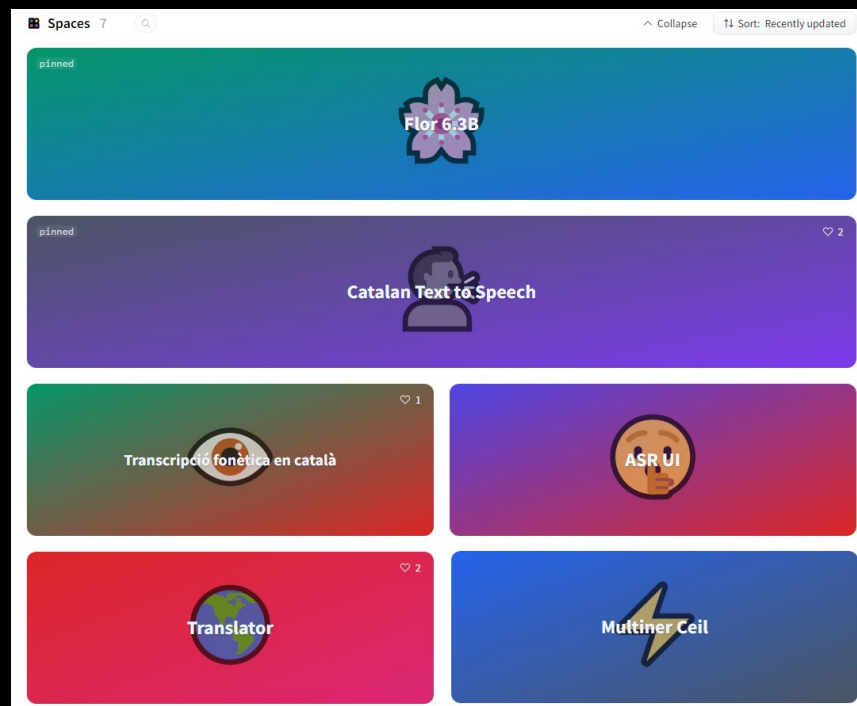 Spaces 7
Collapse
Sort: Recently updated
pinned
Flor 6.3B
pinned
2
Catalan Text to Speech
1
Transcripció fonètica en català
ASR UI
2
Translator
Multiner Ceil